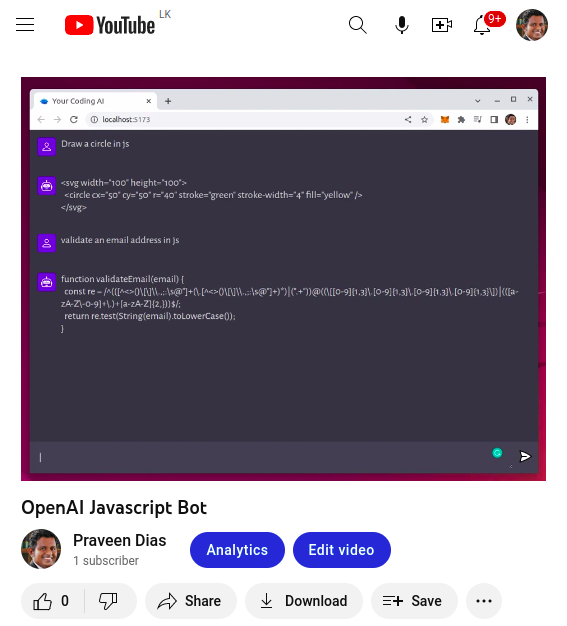 YouTube LK
9+
Your Coding AI
localhost:5173
Draw a circle in js
<svg width="100" height="100">
<circle cx="50" cy="50" r="40" stroke="green" stroke-width="4" fill="yellow" />
</svg>
validate an email address in js
function validateEmail(email) {
const re = /^(([^<>()\[\]\\.,;:\s@"]+(\.[^<>()\[\]\\.,;:\s@"]+)*)|(".+"))@((\[[0-9]{1,3}\.[0-9]{1,3}\.[0-9]{1,3}\.[0-9]{1,3}\])|(([a-
zA-Z\-0-9]+\.)+[a-zA-Z]{2,}))$/;
return re.test(String(email).toLowerCase());
}
OpenAI Javascript Bot
Praveen Dias
1 subscriber
Analytics
Edit video
0
Share
Download
Save